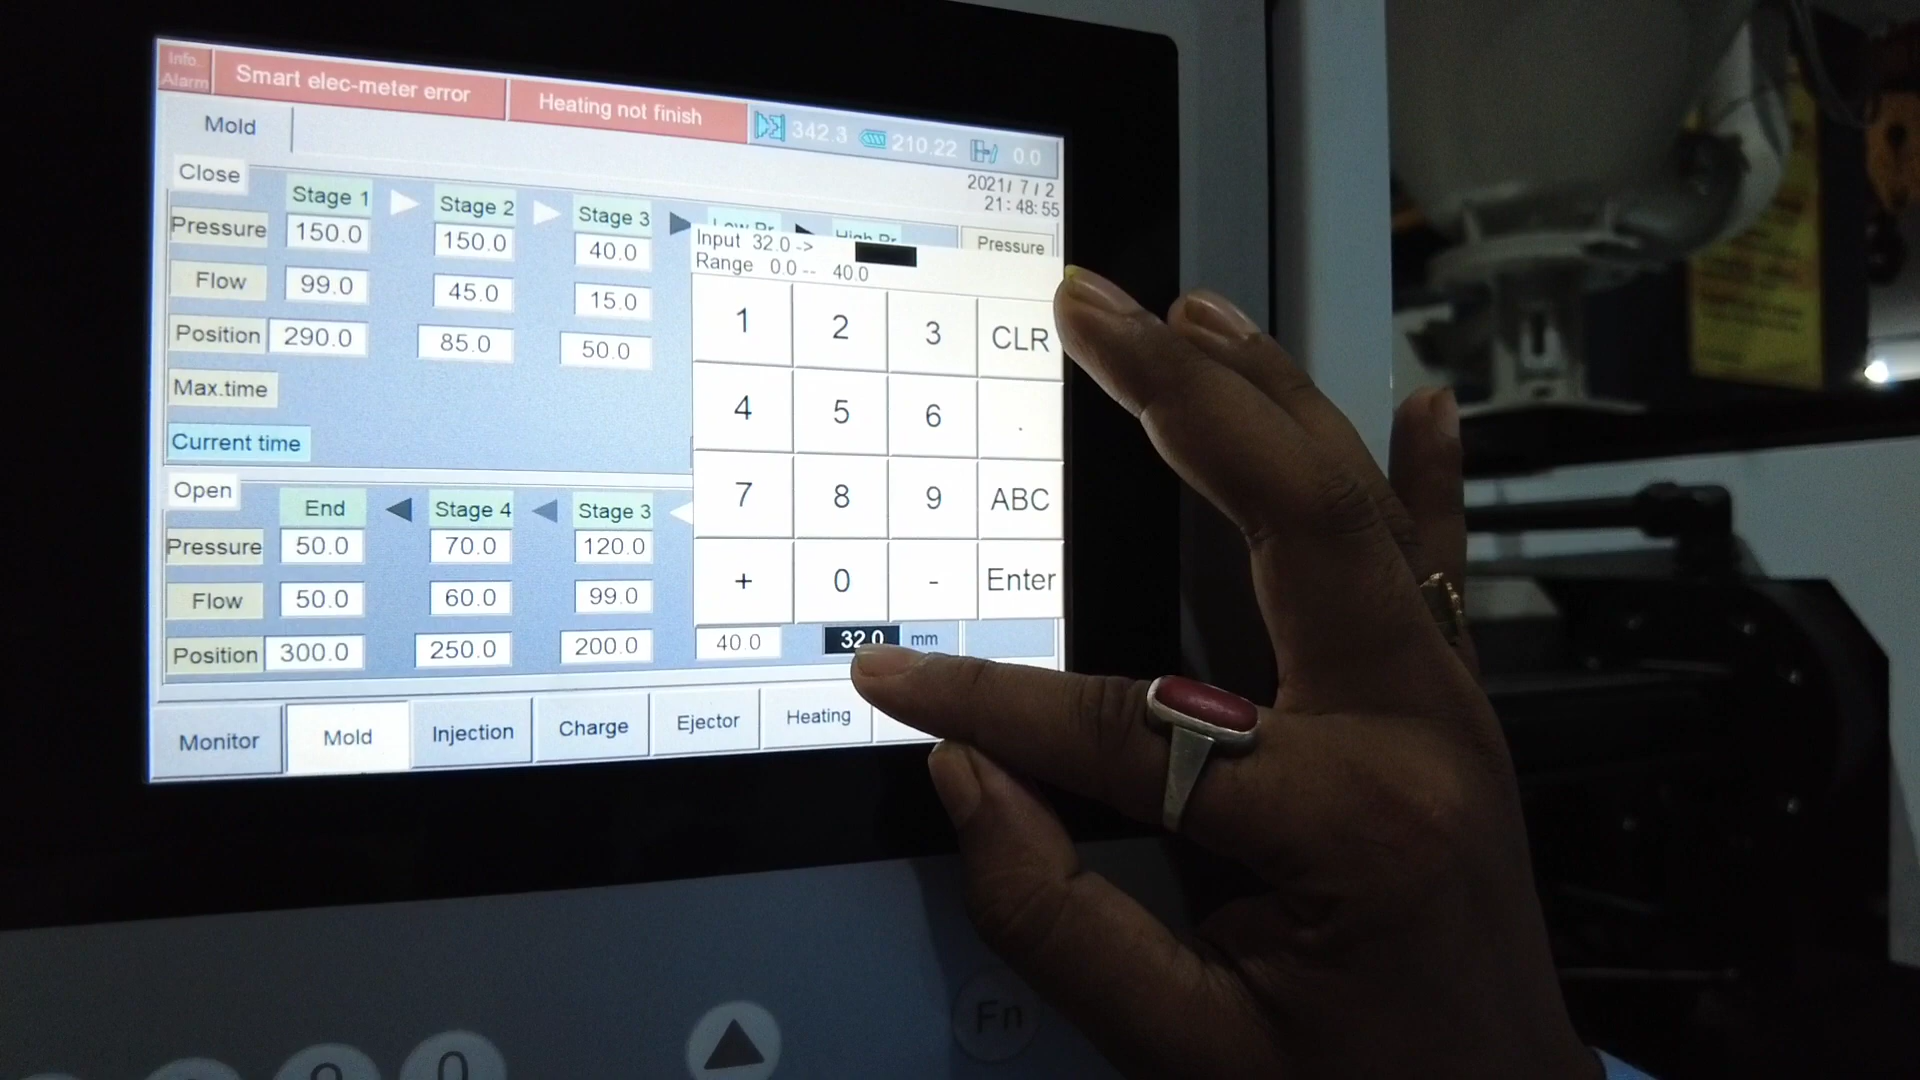 Info..
Alarm
Smart elec-meter error
Heating not finish
342.3 210.22 0.0
Mold
2021/ 7/ 2
21:48:55
Close
Stage 1 Stage 2 Stage 3
Pressure 150.0 150.0 40.0 Pressure
Flow 99.0 45.0 15.0
Position 290.0 85.0 50.0
Max.time
Current time
Input 32.0 ->
Range 0.0 -- 40.0
1 2 3 CLR
4 5 6 .
7 8 9 ABC
+ 0 - Enter
Open
End Stage 4 Stage 3
Pressure 50.0 70.0 120.0
Flow 50.0 60.0 99.0
Position 300.0 250.0 200.0 40.0 32.0 mm
Monitor Mold Injection Charge Ejector Heating
Fn